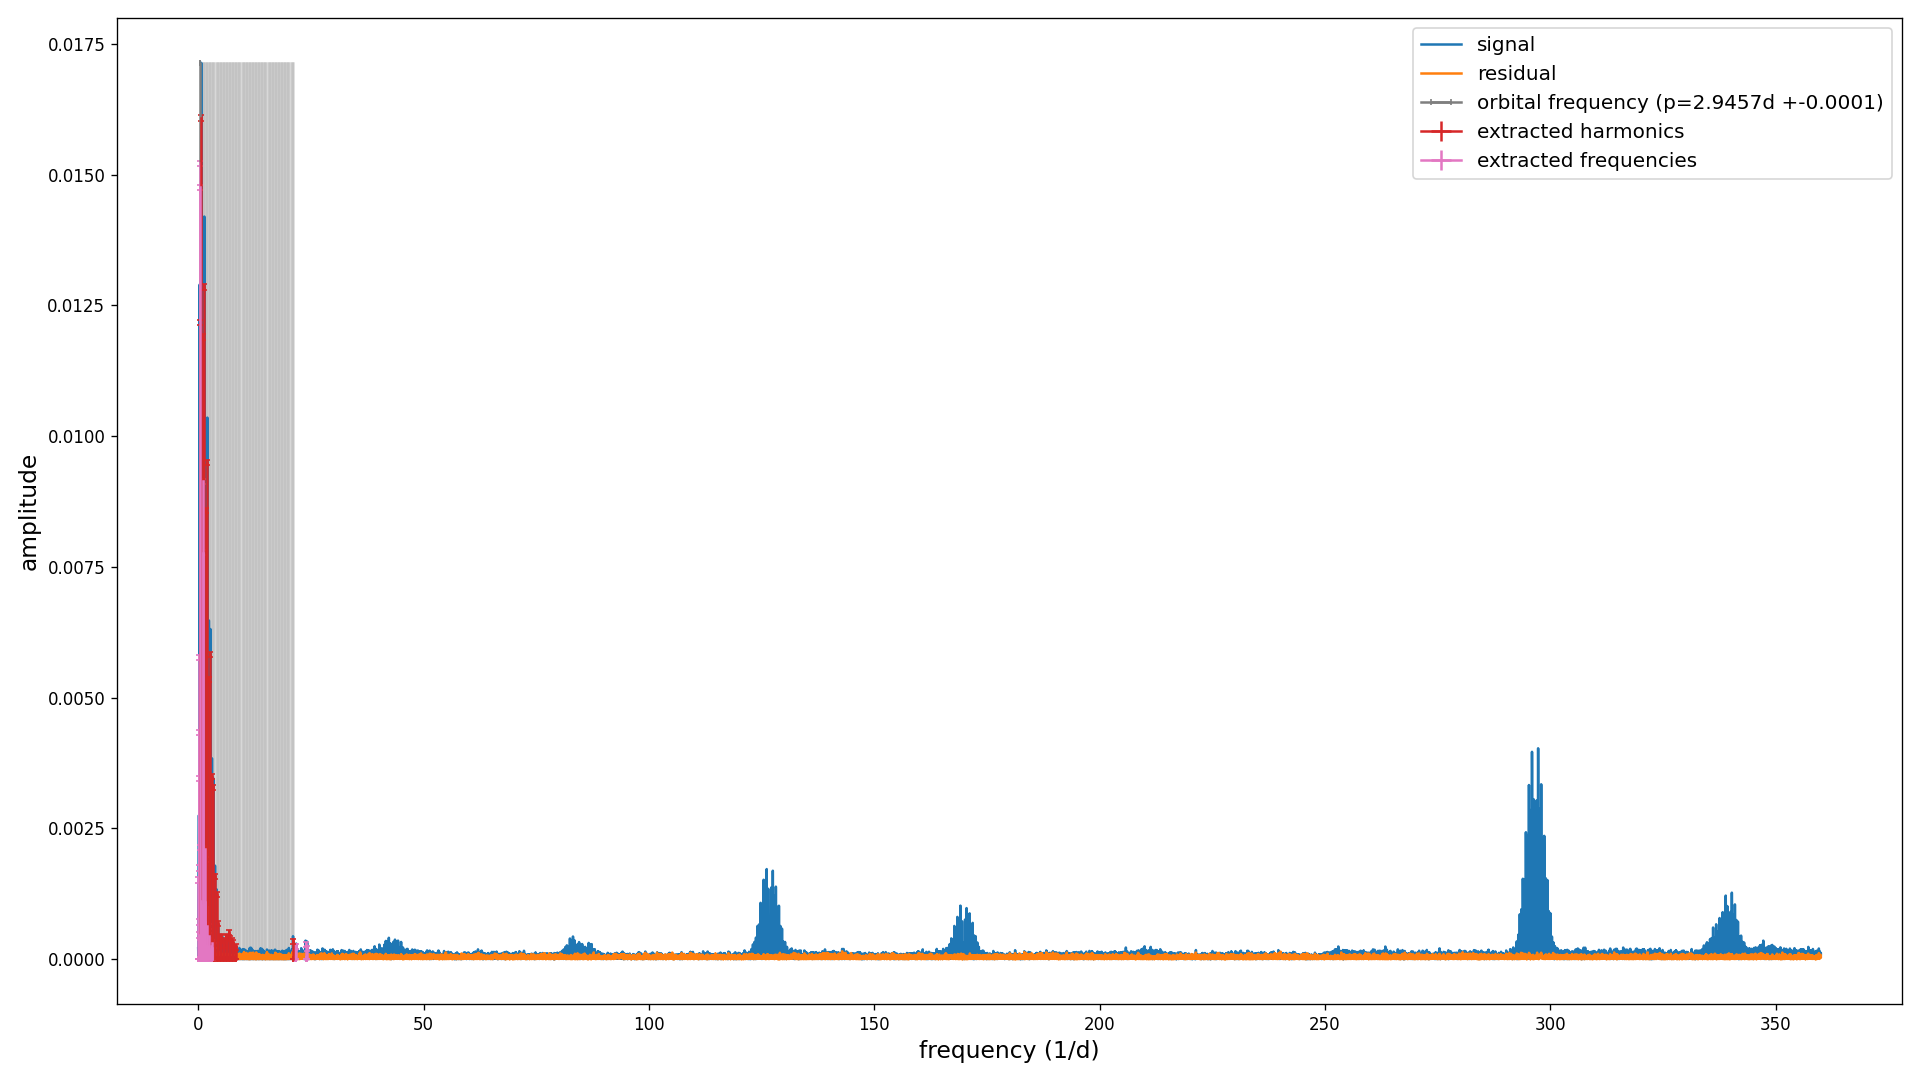 signal
residual
orbital frequency (p=2.9457d +-0.0001)
extracted harmonics
extracted frequencies
amplitude
0.0175
0.0150
0.0125
0.0100
0.0075
0.0050
0.0025
0.0000
0 50 100 150 200 250 300 350
frequency (1/d)